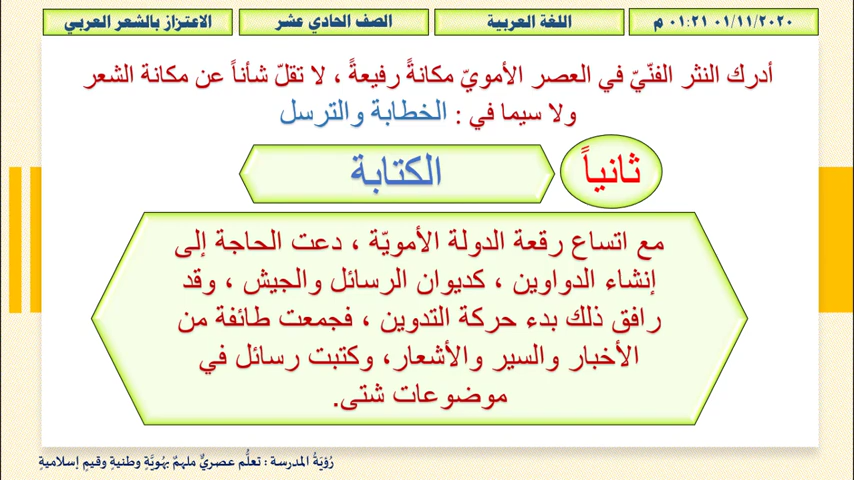 ٠١/١١/٢٠٢٠ ٠١:٢١ م
اللغة العربية
الصف الحادي عشر
الاعتزاز بالشعر العربي
أدرك النثر الفنّيّ في العصر الأمويّ مكانةً رفيعةً ، لا تقلّ شأناً عن مكانة الشعر
ولا سيما في : الخطابة والترسل
ثانياً
الكتابة
مع اتساع رقعة الدولة الأمويّة ، دعت الحاجة إلى
إنشاء الدواوين ، كديوان الرسائل والجيش ، وقد
رافق ذلك بدء حركة التدوين ، فجمعت طائفة من
الأخبار والسير والأشعار، وكتبت رسائل في
موضوعات شتى.
رُؤيَةُ المدرسة : تعلُّم عصريٌّ ملهمٌ بهُويَّةٍ وطنيةٍ وقيمٍ إسلاميةٍ